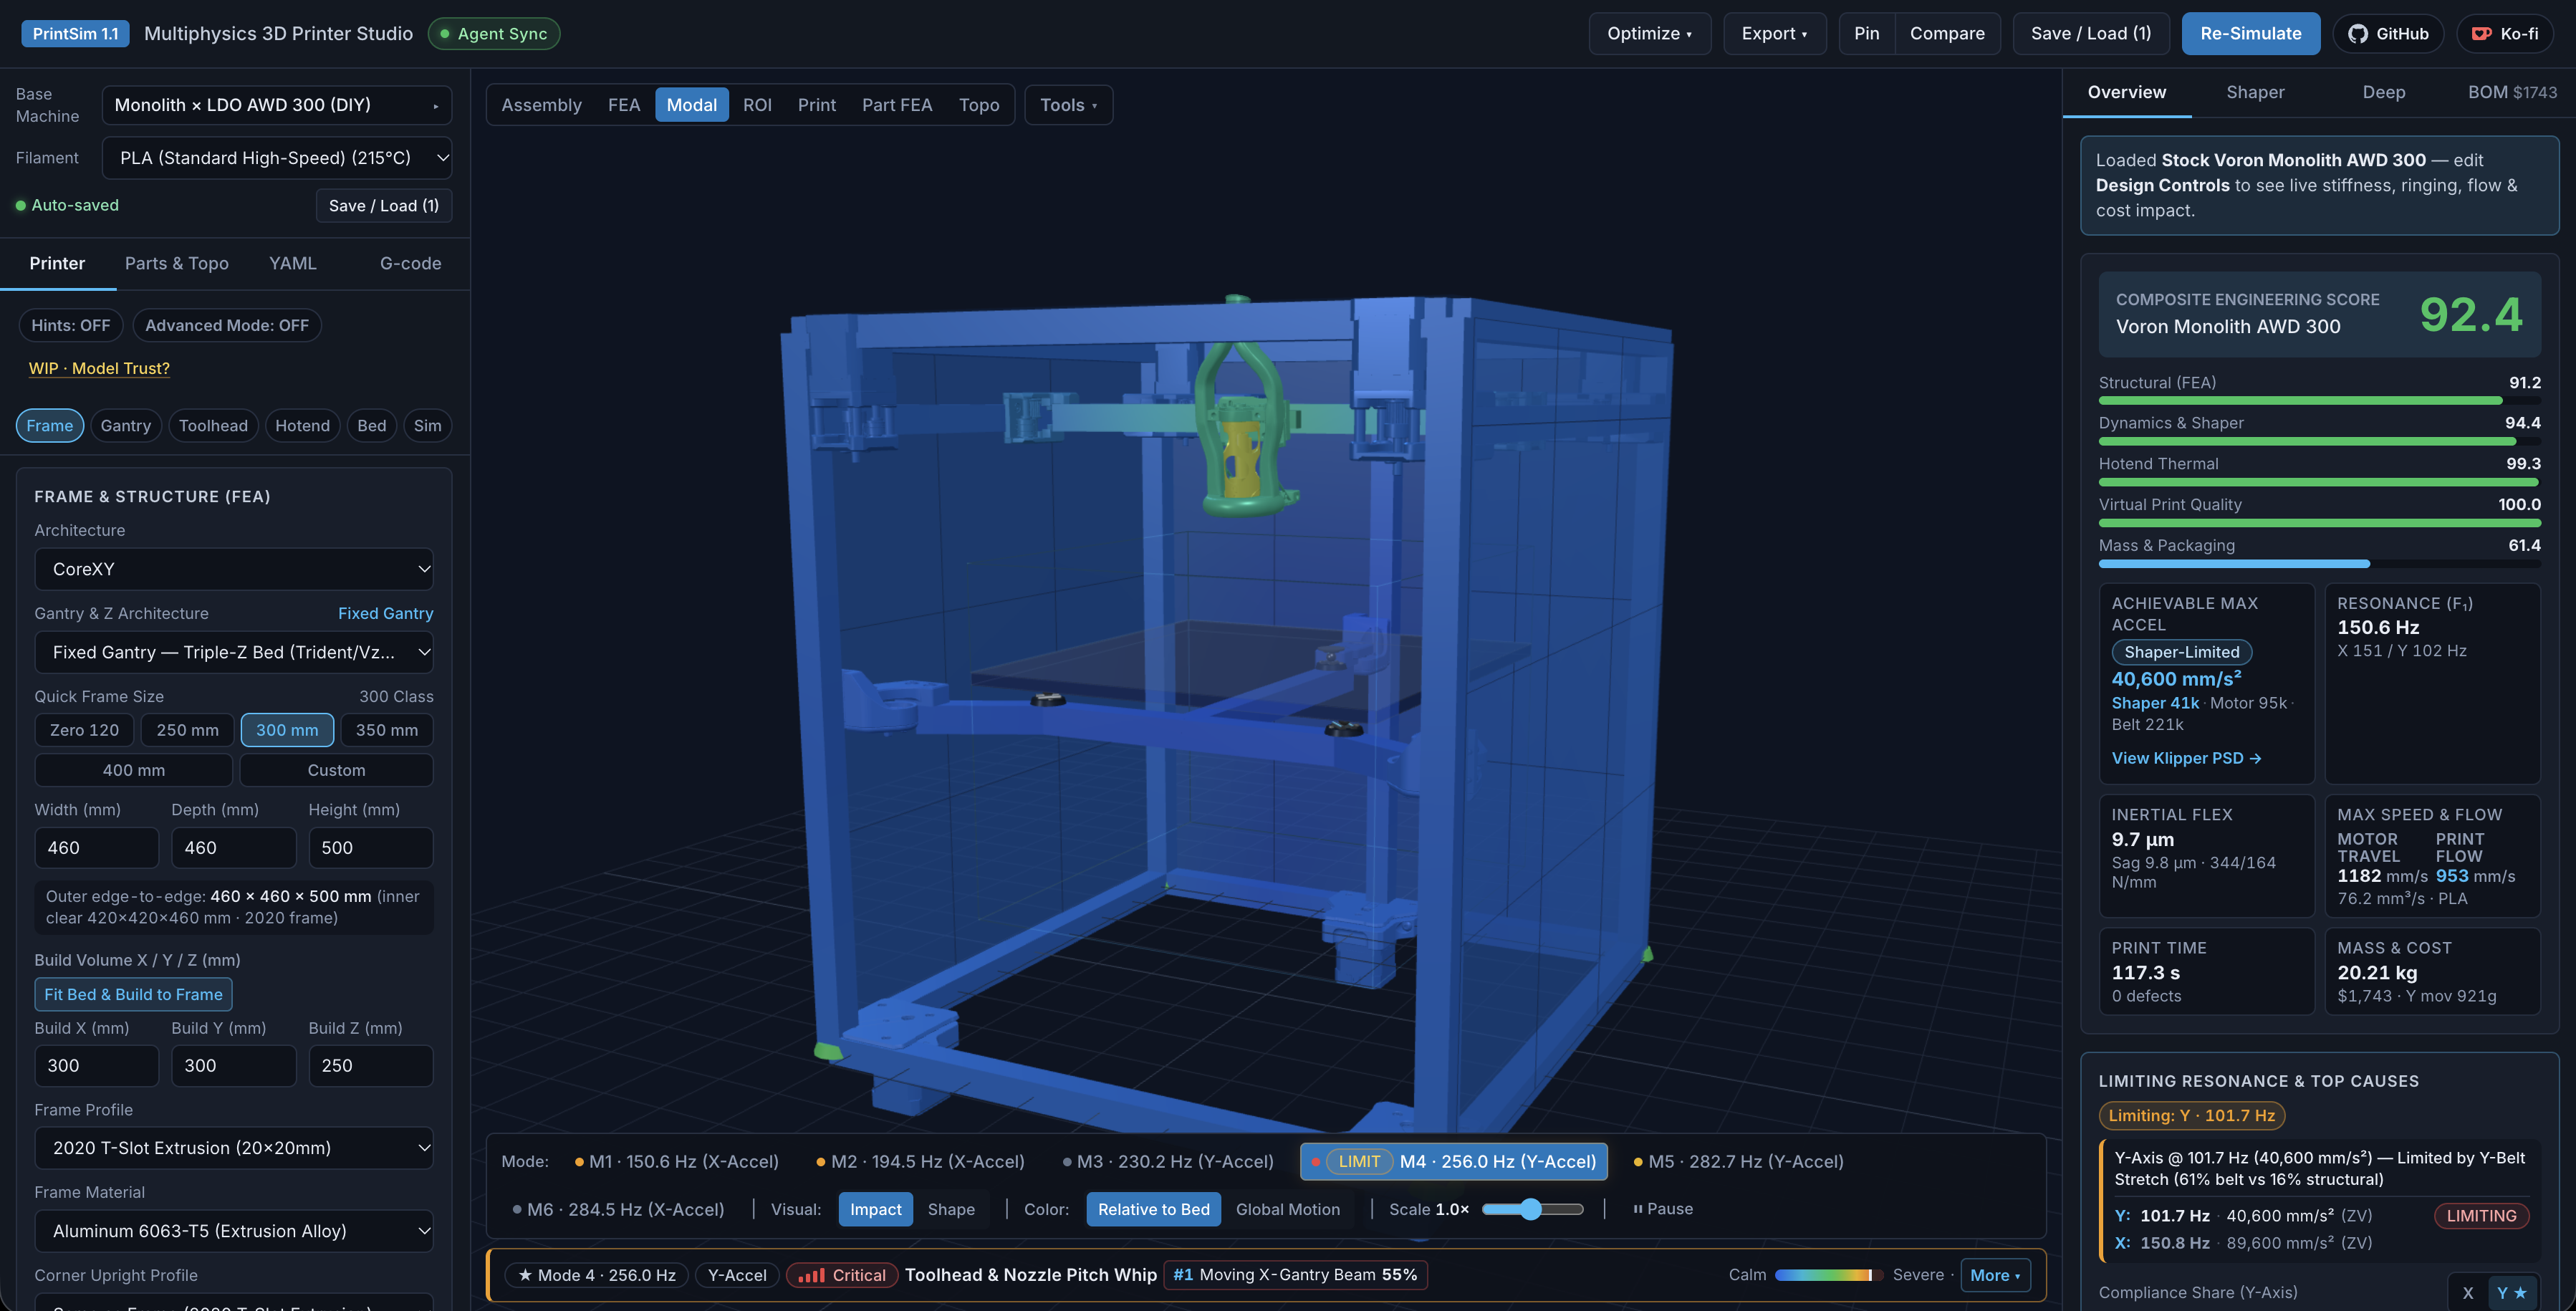 PrintSim 1.1 Multiphysics 3D Printer Studio Agent Sync
Optimize Export Pin Compare Save / Load (1) Re-Simulate GitHub Ko-fi
Base Machine Monolith × LDO AWD 300 (DIY)
Filament PLA (Standard High-Speed) (215°C)
Auto-saved Save / Load (1)
Printer Parts & Topo YAML G-code
Hints: OFF Advanced Mode: OFF
WIP · Model Trust?
Frame Gantry Toolhead Hotend Bed Sim
FRAME & STRUCTURE (FEA)
Architecture
CoreXY
Gantry & Z Architecture Fixed Gantry
Fixed Gantry — Triple-Z Bed (Trident/Vz...
Quick Frame Size 300 Class
Zero 120 250 mm 300 mm 350 mm
400 mm Custom
Width (mm) Depth (mm) Height (mm)
460 460 500
Outer edge-to-edge: 460 × 460 × 500 mm (inner
clear 420×420×460 mm · 2020 frame)
Build Volume X / Y / Z (mm)
Fit Bed & Build to Frame
Build X (mm) Build Y (mm) Build Z (mm)
300 300 250
Frame Profile
2020 T-Slot Extrusion (20×20mm)
Frame Material
Aluminum 6063-T5 (Extrusion Alloy)
Corner Upright Profile
Assembly FEA Modal ROI Print Part FEA Topo Tools
Mode: M1 · 150.6 Hz (X-Accel) M2 · 194.5 Hz (X-Accel) M3 · 230.2 Hz (Y-Accel) LIMIT M4 · 256.0 Hz (Y-Accel) M5 · 282.7 Hz (Y-Accel)
M6 · 284.5 Hz (X-Accel) Visual: Impact Shape Color: Relative to Bed Global Motion Scale 1.0× Pause
★ Mode 4 · 256.0 Hz Y-Accel Critical Toolhead & Nozzle Pitch Whip #1 Moving X-Gantry Beam 55% Calm Severe · More
Overview Shaper Deep BOM $1743
Loaded Stock Voron Monolith AWD 300 — edit
Design Controls to see live stiffness, ringing, flow &
cost impact.
COMPOSITE ENGINEERING SCORE
Voron Monolith AWD 300
92.4
Structural (FEA) 91.2
Dynamics & Shaper 94.4
Hotend Thermal 99.3
Virtual Print Quality 100.0
Mass & Packaging 61.4
ACHIEVABLE MAX
ACCEL
Shaper-Limited
40,600 mm/s²
Shaper 41k · Motor 95k ·
Belt 221k
View Klipper PSD →
RESONANCE (F₁)
150.6 Hz
X 151 / Y 102 Hz
INERTIAL FLEX
9.7 µm
Sag 9.8 µm · 344/164
N/mm
MAX SPEED & FLOW
MOTOR TRAVEL PRINT FLOW
1182 mm/s 953 mm/s
76.2 mm³/s · PLA
PRINT TIME
117.3 s
0 defects
MASS & COST
20.21 kg
$1,743 · Y mov 921g
LIMITING RESONANCE & TOP CAUSES
Limiting: Y · 101.7 Hz
Y-Axis @ 101.7 Hz (40,600 mm/s²) — Limited by Y-Belt
Stretch (61% belt vs 16% structural)
Y: 101.7 Hz · 40,600 mm/s² (ZV) LIMITING
X: 150.8 Hz · 89,600 mm/s² (ZV)
Compliance Share (Y-Axis) X Y ★